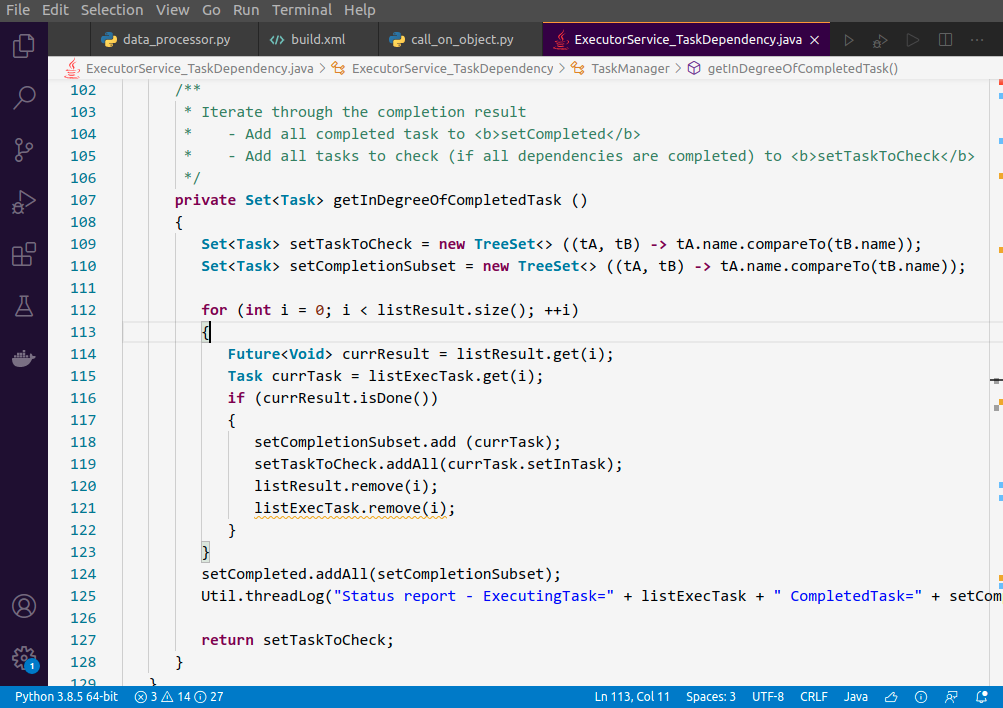 File Edit Selection View Go Run Terminal Help
data_processor.py build.xml call_on_object.py ExecutorService_TaskDependency.java
ExecutorService_TaskDependency.java > ExecutorService_TaskDependency > TaskManager > getInDegreeOfCompletedTask()
102 /**
103 * Iterate through the completion result
104 *    - Add all completed task to <b>setCompleted</b>
105 *    - Add all tasks to check (if all dependencies are completed) to <b>setTaskToCheck</b>
106 */
107 private Set<Task> getInDegreeOfCompletedTask ()
108 {
109 Set<Task> setTaskToCheck = new TreeSet<> ((tA, tB) -> tA.name.compareTo(tB.name));
110 Set<Task> setCompletionSubset = new TreeSet<> ((tA, tB) -> tA.name.compareTo(tB.name));
111
112 for (int i = 0; i < listResult.size(); ++i)
113 {
114 Future<Void> currResult = listResult.get(i);
115 Task currTask = listExecTask.get(i);
116 if (currResult.isDone())
117 {
118 setCompletionSubset.add (currTask);
119 setTaskToCheck.addAll(currTask.setInTask);
120 listResult.remove(i);
121 listExecTask.remove(i);
122 }
123 }
124 setCompleted.addAll(setCompletionSubset);
125 Util.threadLog("Status report - ExecutingTask=" + listExecTask + " CompletedTask=" + setCom
126
127 return setTaskToCheck;
128 }
129 }
1
Python 3.8.5 64-bit 3 14 27 Ln 113, Col 11 Spaces: 3 UTF-8 CRLF Java